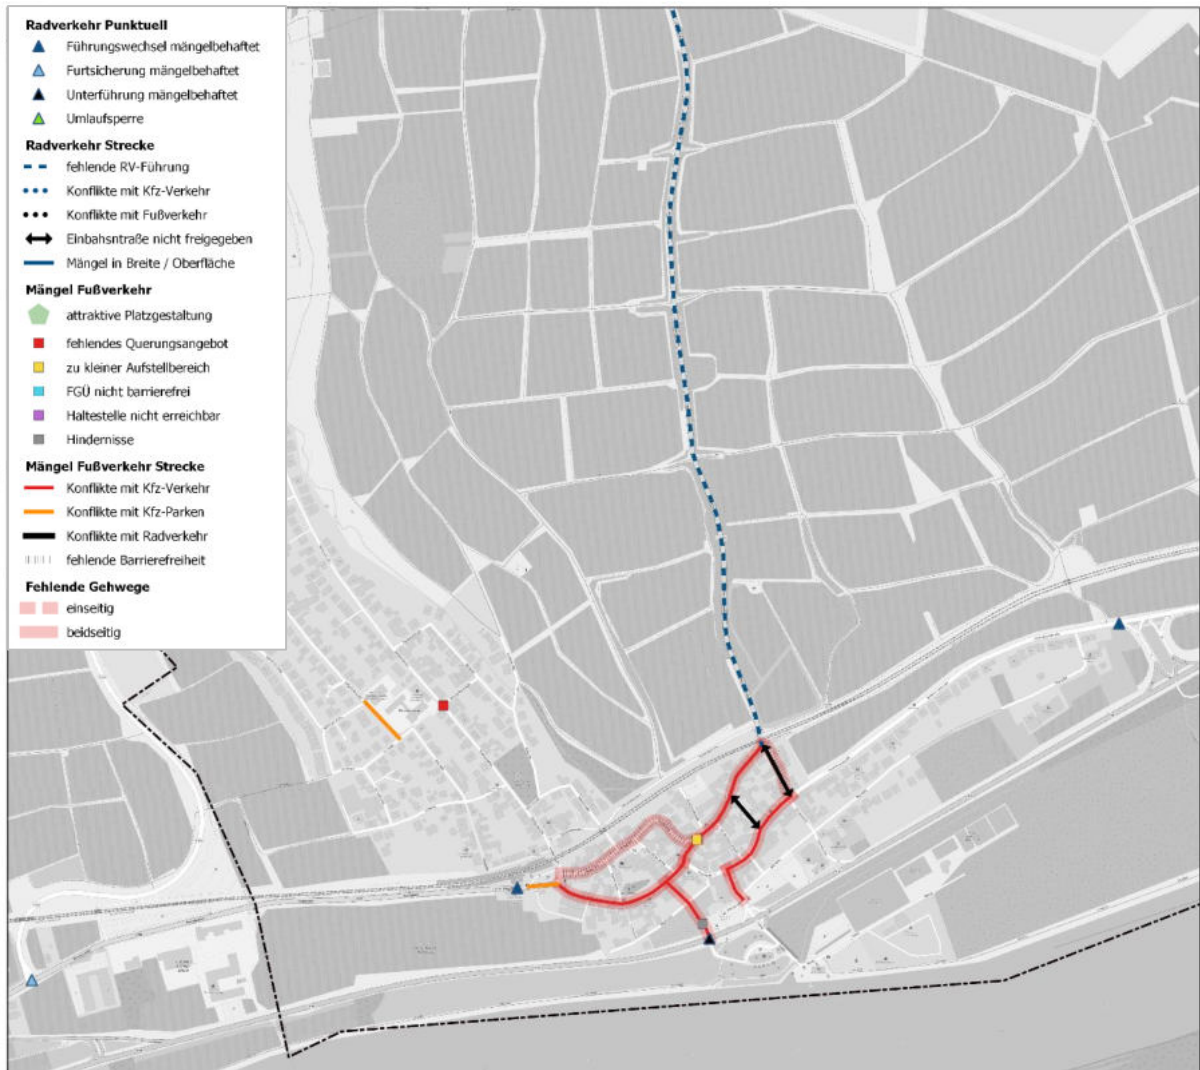 Radverkehr Punktuell
Führungswechsel mängelbehaftet
Furtsicherung mängelbehaftet
Unterführung mängelbehaftet
Umlaufsperre
Radverkehr Strecke
fehlende RV-Führung
Konflikte mit Kfz-Verkehr
Konflikte mit Fußverkehr
Einbahsntraße nicht freigegeben
Mängel in Breite / Oberfläche
Mängel Fußverkehr
attraktive Platzgestaltung
fehlendes Querungsangebot
zu kleiner Aufstellbereich
FGÜ nicht barrierefrei
Haltestelle nicht erreichbar
Hindernisse
Mängel Fußverkehr Strecke
Konflikte mit Kfz-Verkehr
Konflikte mit Kfz-Parken
Konflikte mit Radverkehr
fehlende Barrierefreiheit
Fehlende Gehwege
einseitig
beidseitig